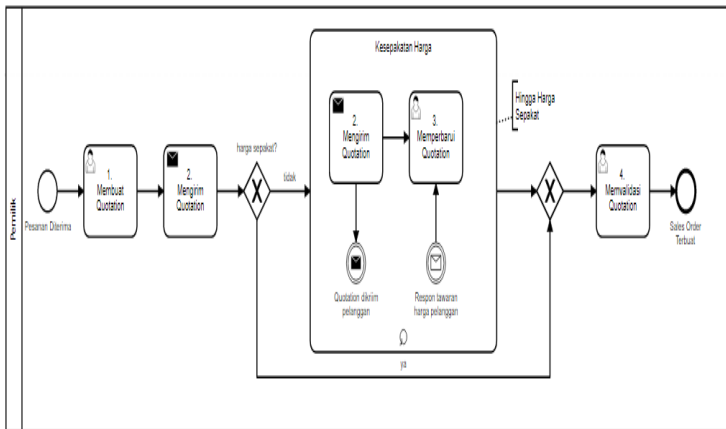 Pemilik
Pesanan Diterima
1.
Membuat
Quotation
2.
Mengirim
Quotation
harga sepakat?
tidak
ya
Kesepakatan Harga
2.
Mengirim
Quotation
3.
Memperbarui
Quotation
Quotation dikriim
pelanggan
Respon tawaran
harga pelanggan
Hingga Harga
Sepakat
4.
Memvalidasi
Quotation
Sales Order
Terbuat